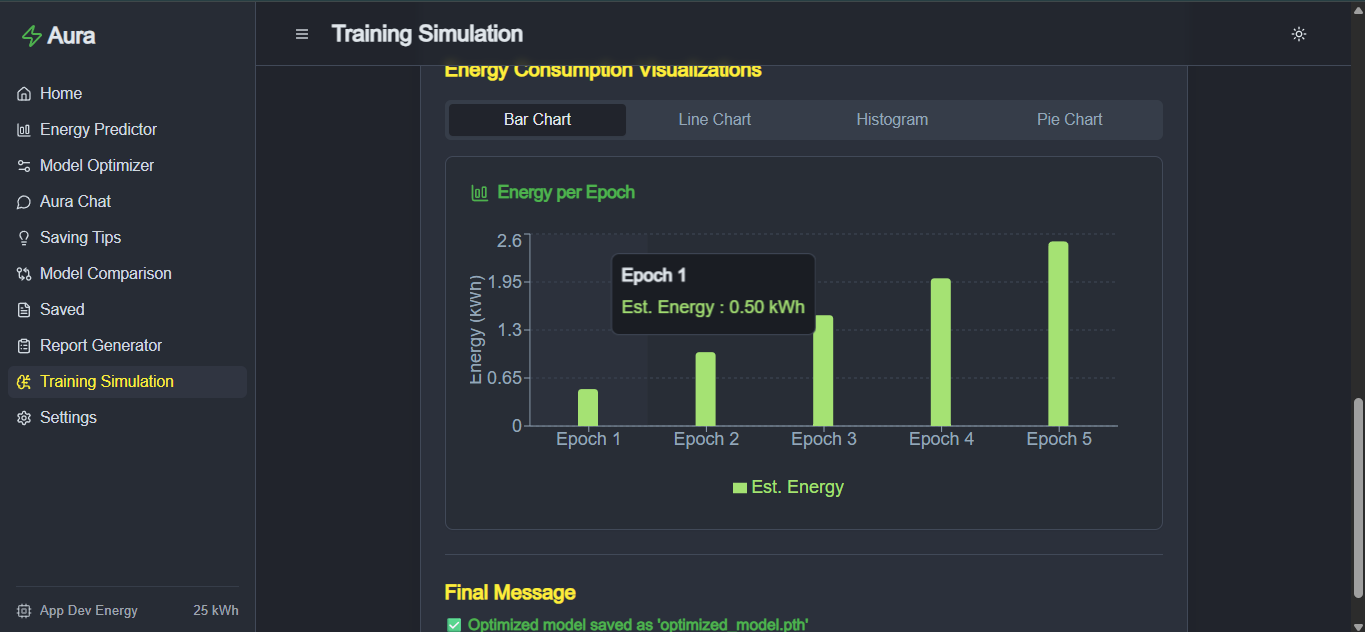 Aura
Training Simulation
Home
Energy Predictor
Model Optimizer
Aura Chat
Saving Tips
Model Comparison
Saved
Report Generator
Training Simulation
Settings
App Dev Energy 25 kWh
Energy Consumption Visualizations
Bar Chart Line Chart Histogram Pie Chart
Energy per Epoch
Energy (kWh)
2.6
1.95
1.3
0.65
0
Epoch 1
Est. Energy : 0.50 kWh
Epoch 1 Epoch 2 Epoch 3 Epoch 4 Epoch 5
Est. Energy
Final Message
✅ Optimized model saved as 'optimized_model.pth'